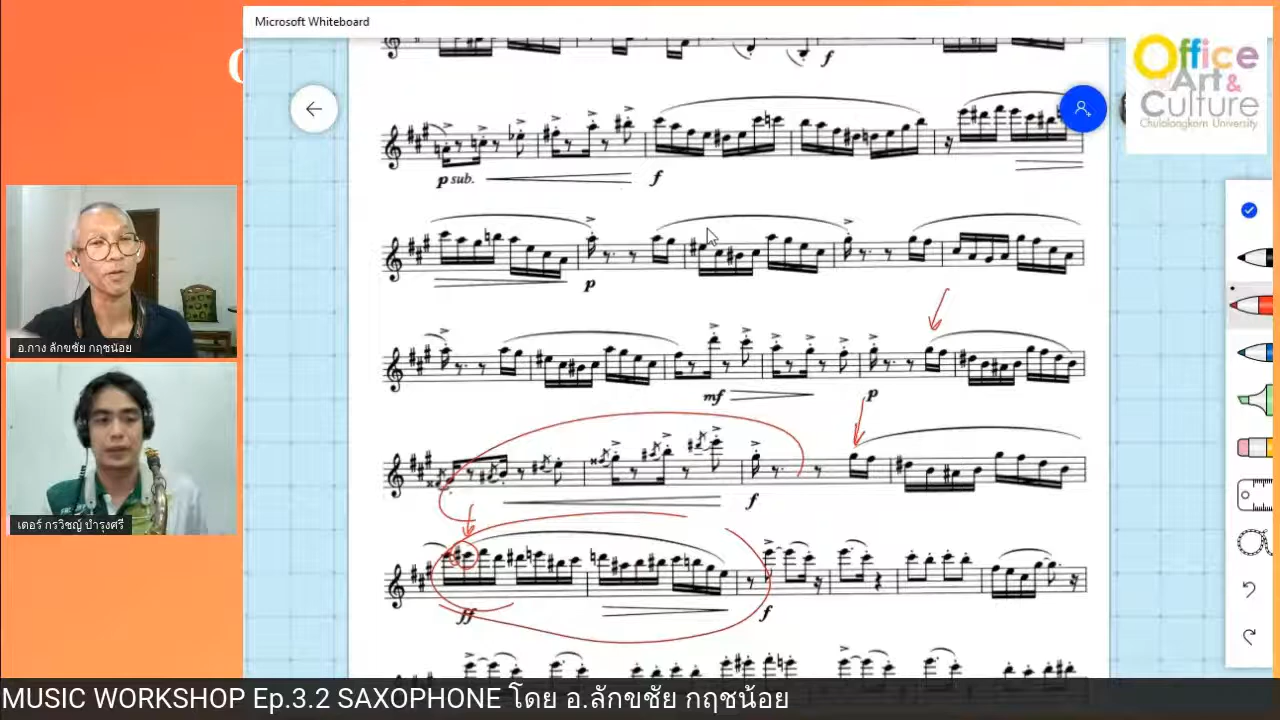 Microsoft Whiteboard
Office
Art &
Culture
Chulalongkorn University
f
p sub.
f
p
mf
p
f
ff
f
อ.กาง ลักขชัย กฤชน้อย
เตอร์ กรวิชญ์ บำรุงศรี
MUSIC WORKSHOP Ep.3.2 SAXOPHONE โดย อ.ลักขชัย กฤชน้อย